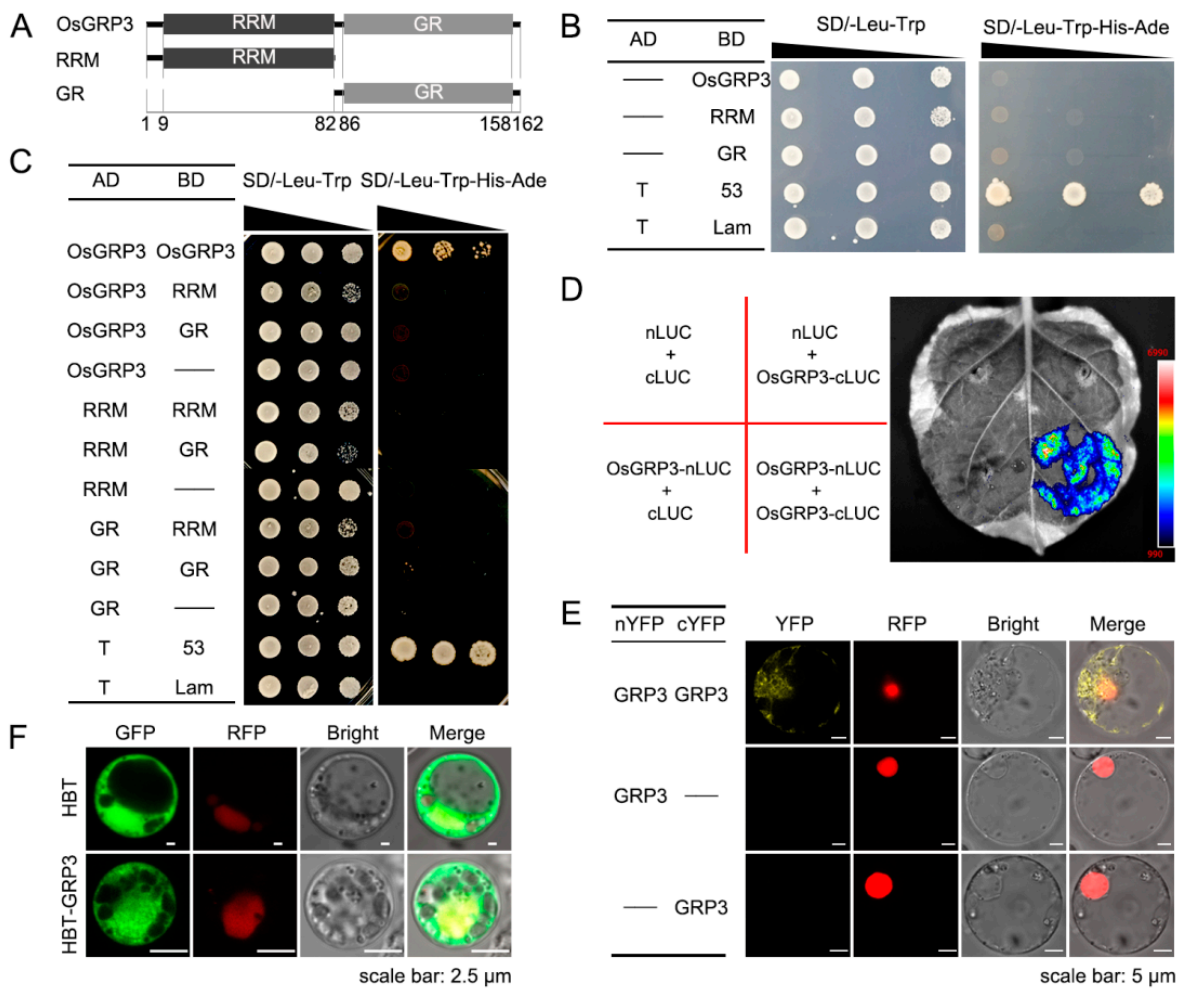 A
OsGRP3 RRM GR
RRM RRM
GR GR
1 9 82 86 158 162
B
AD BD SD/-Leu-Trp SD/-Leu-Trp-His-Ade
—— OsGRP3
—— RRM
—— GR
T 53
T Lam
C
AD BD SD/-Leu-Trp SD/-Leu-Trp-His-Ade
OsGRP3 OsGRP3
OsGRP3 RRM
OsGRP3 GR
OsGRP3 ——
RRM RRM
RRM GR
RRM ——
GR RRM
GR GR
GR ——
T 53
T Lam
D
nLUC
+
cLUC
nLUC
+
OsGRP3-cLUC
OsGRP3-nLUC
+
cLUC
OsGRP3-nLUC
+
OsGRP3-cLUC
6990
990
E
nYFP cYFP YFP RFP Bright Merge
GRP3 GRP3
GRP3 ——
—— GRP3
scale bar: 5 μm
F
GFP RFP Bright Merge
HBT
HBT-GRP3
scale bar: 2.5 μm